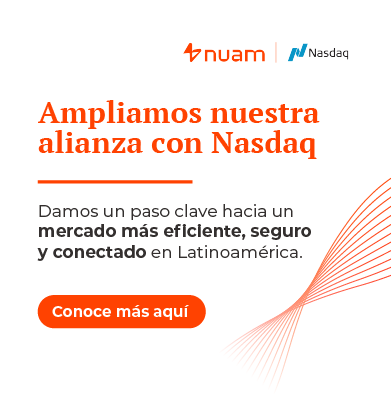 nuam | Nasdaq
Ampliamos nuestra
alianza con Nasdaq
Damos un paso clave hacia un
mercado más eficiente, seguro
y conectado en Latinoamérica.
Conoce más aquí